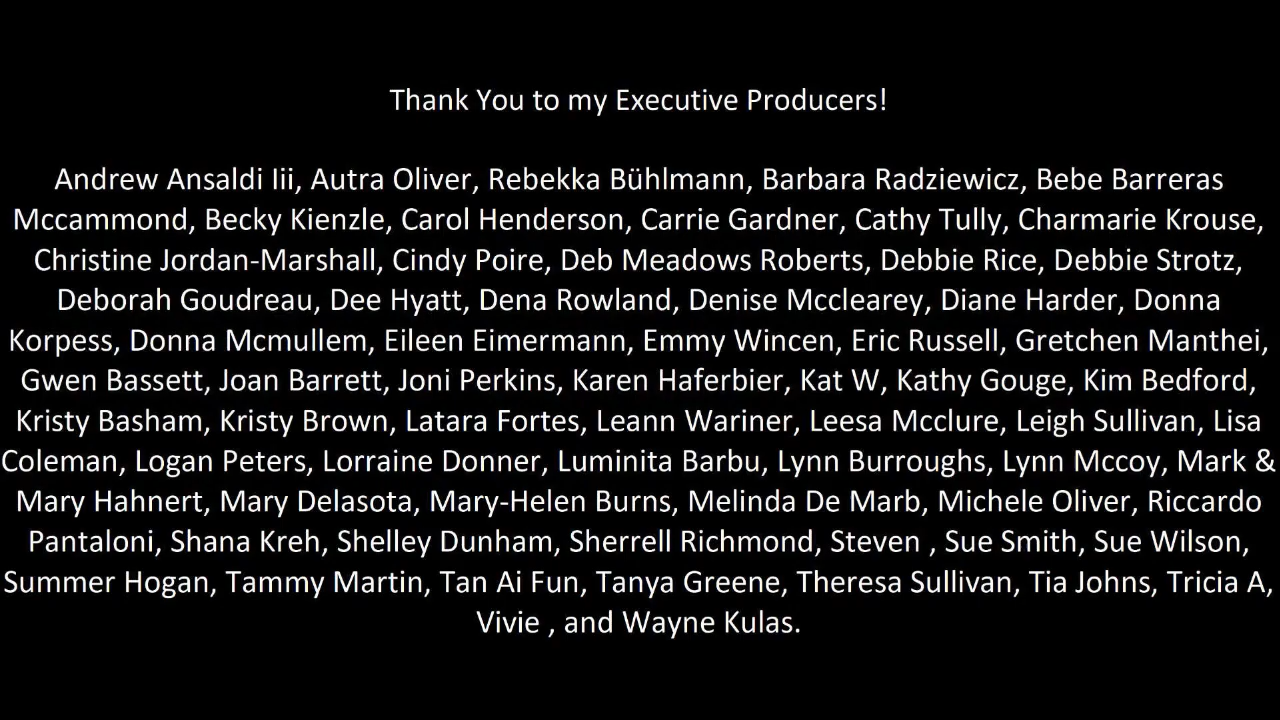 Thank You to my Executive Producers!
Andrew Ansaldi Iii, Autra Oliver, Rebekka Bühlmann, Barbara Radziewicz, Bebe Barreras
Mccammond, Becky Kienzle, Carol Henderson, Carrie Gardner, Cathy Tully, Charmarie Krouse,
Christine Jordan-Marshall, Cindy Poire, Deb Meadows Roberts, Debbie Rice, Debbie Strotz,
Deborah Goudreau, Dee Hyatt, Dena Rowland, Denise Mcclearey, Diane Harder, Donna
Korpess, Donna Mcmullem, Eileen Eimermann, Emmy Wincen, Eric Russell, Gretchen Manthei,
Gwen Bassett, Joan Barrett, Joni Perkins, Karen Haferbier, Kat W, Kathy Gouge, Kim Bedford,
Kristy Basham, Kristy Brown, Latara Fortes, Leann Wariner, Leesa Mcclure, Leigh Sullivan, Lisa
Coleman, Logan Peters, Lorraine Donner, Luminita Barbu, Lynn Burroughs, Lynn Mccoy, Mark &
Mary Hahnert, Mary Delasota, Mary-Helen Burns, Melinda De Marb, Michele Oliver, Riccardo
Pantaloni, Shana Kreh, Shelley Dunham, Sherrell Richmond, Steven , Sue Smith, Sue Wilson,
Summer Hogan, Tammy Martin, Tan Ai Fun, Tanya Greene, Theresa Sullivan, Tia Johns, Tricia A,
Vivie , and Wayne Kulas.